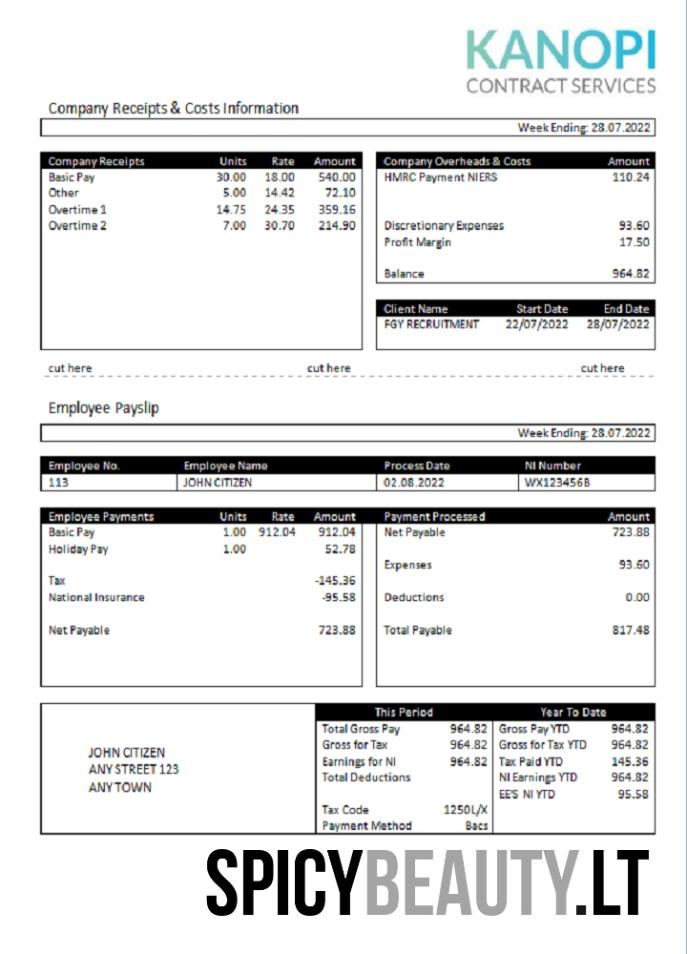 KANOPI
CONTRACT SERVICES
Company Receipts & Costs Information
Week Ending: 28.07.2022
Company Receipts Units Rate Amount
Basic Pay 30.00 18.00 540.00
Other 5.00 14.42 72.10
Overtime 1 14.75 24.35 359.16
Overtime 2 7.00 30.70 214.90
Company Overheads & Costs Amount
HMRC Payment NIERS 110.24
Discretionary Expenses 93.60
Profit Margin 17.50
Balance 964.82
Client Name Start Date End Date
FGY RECRUITMENT 22/07/2022 28/07/2022
cut here cut here cut here
Employee Payslip
Week Ending: 28.07.2022
Employee No. Employee Name Process Date NI Number
113 JOHN CITIZEN 02.08.2022 WX123456B
Employee Payments Units Rate Amount
Basic Pay 1.00 912.04 912.04
Holiday Pay 1.00 52.78
Tax -145.36
National Insurance -95.58
Net Payable 723.88
Payment Processed Amount
Net Payable 723.88
Expenses 93.60
Deductions 0.00
Total Payable 817.48
JOHN CITIZEN
ANY STREET 123
ANY TOWN
This Period
Total Gross Pay 964.82
Gross for Tax 964.82
Earnings for NI 964.82
Total Deductions
Tax Code 1250L/X
Payment Method Bacs
Year To Date
Gross Pay YTD 964.82
Gross for Tax YTD 964.82
Tax Paid YTD 145.36
NI Earnings YTD 964.82
EE'S NI YTD 95.58
SPICYBEAUTY.LT